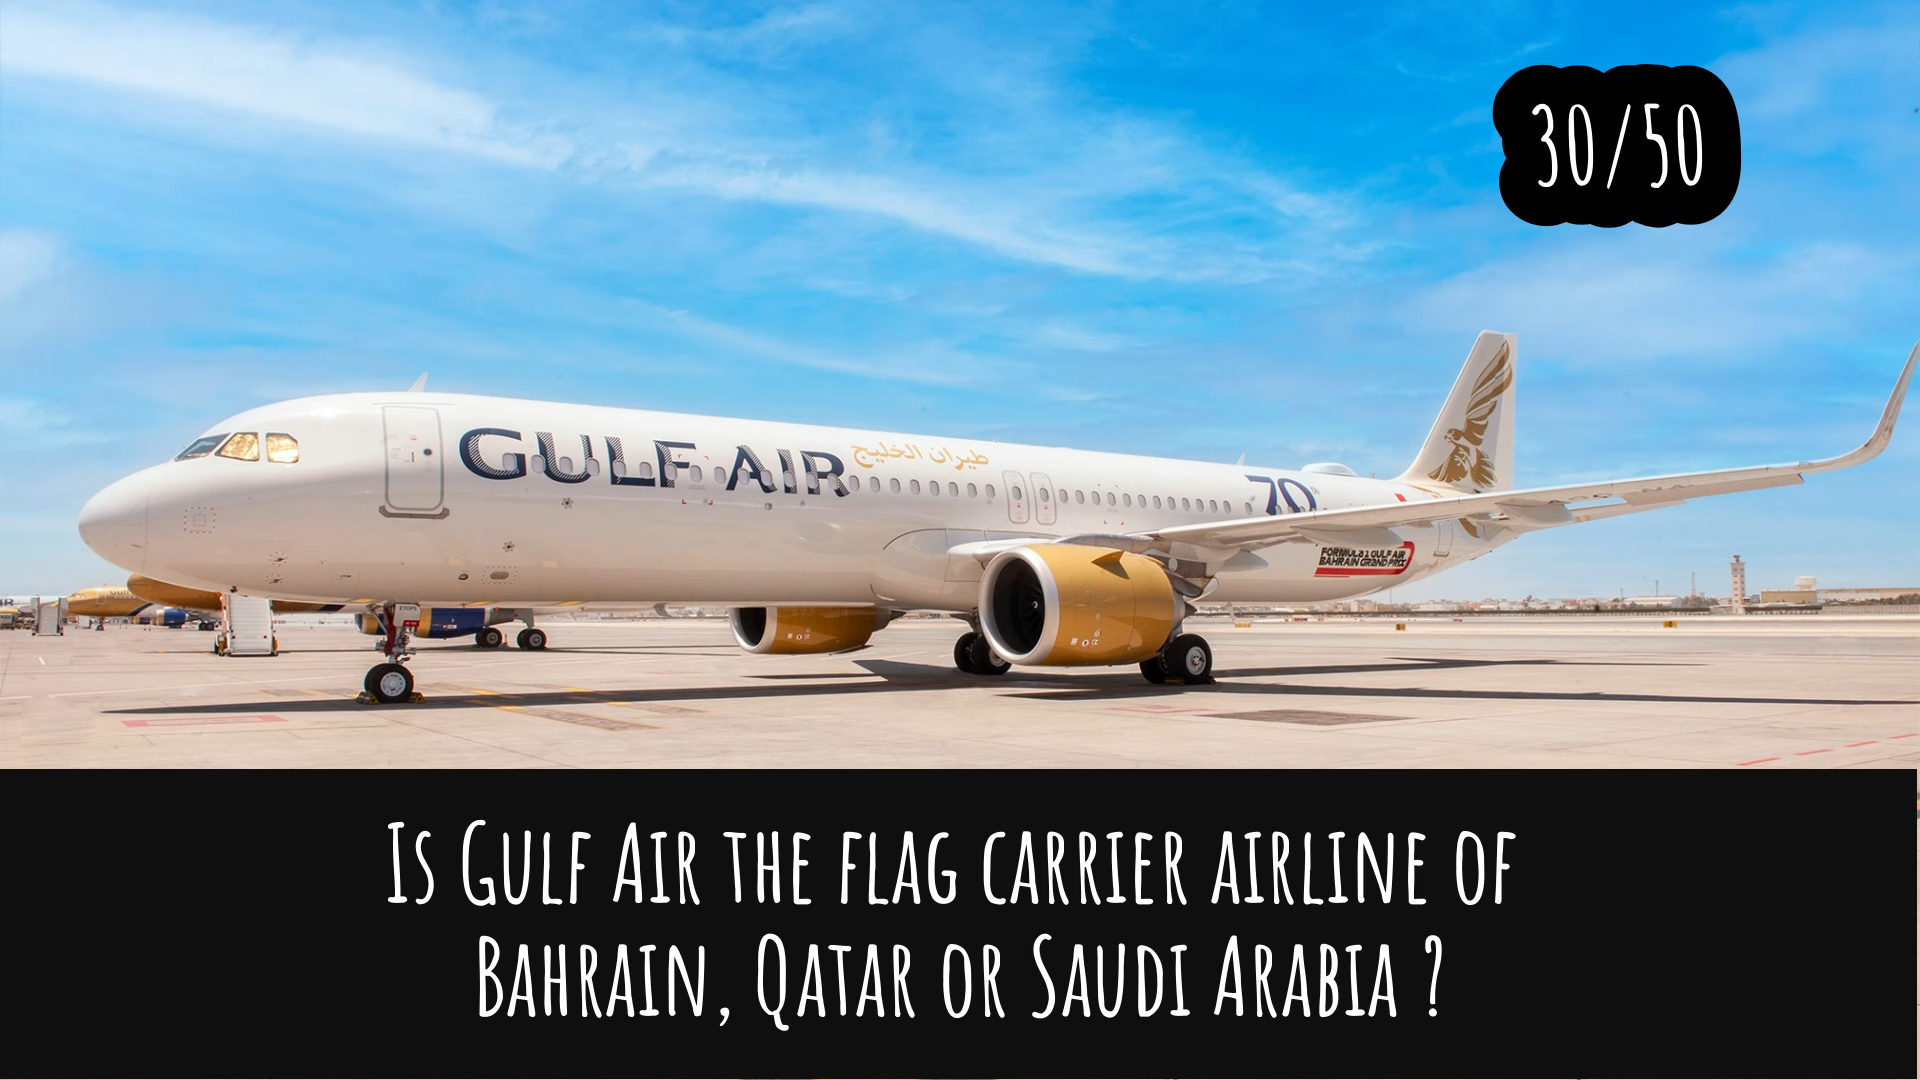 30/50
GULF AIR طيران الخليج
70
FORMULA 1 GULF AIR
BAHRAIN GRAND PRIX
Is Gulf Air the flag carrier airline of
Bahrain, Qatar or Saudi Arabia ?